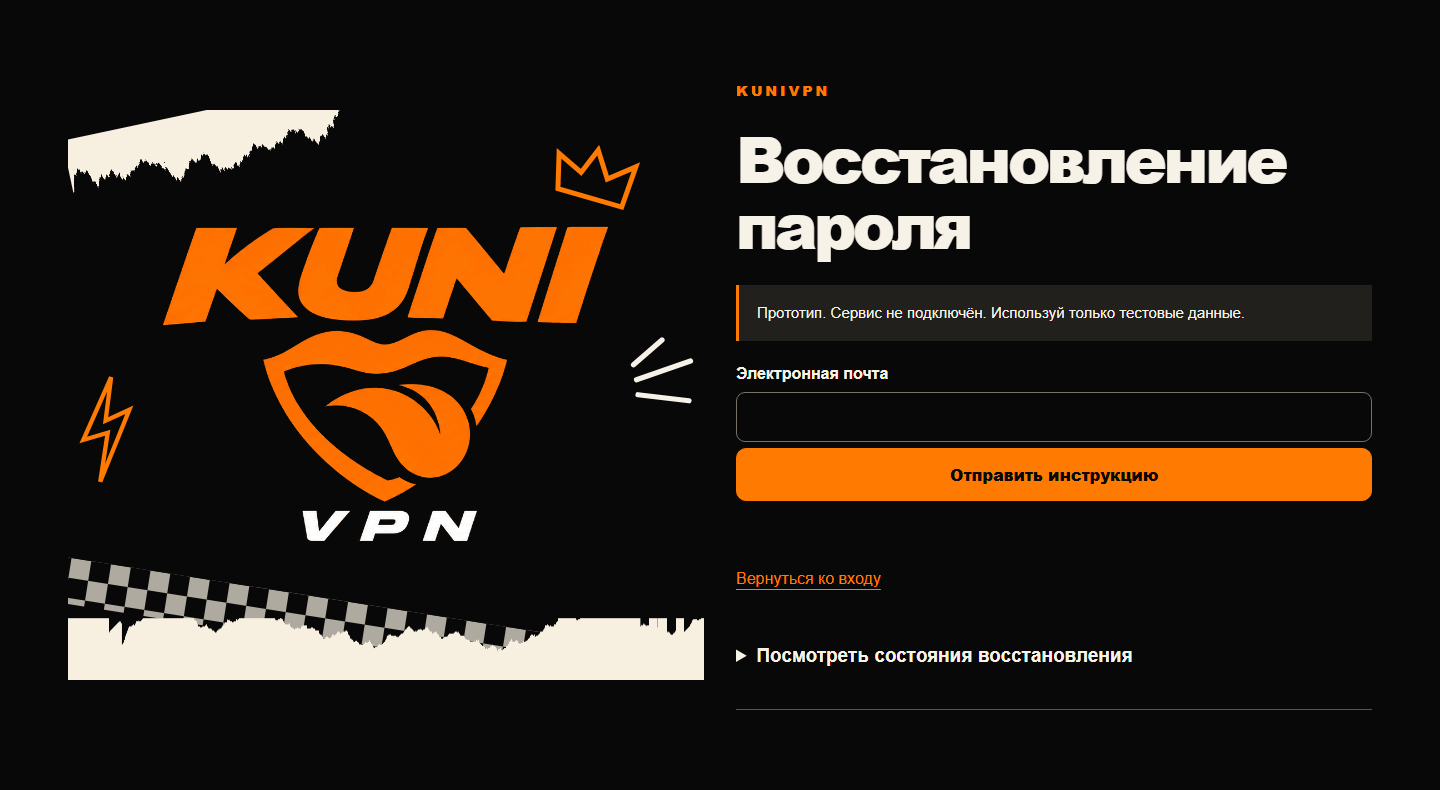 KUNI
VPN
KUNIVPN
Восстановление
пароля
Прототип. Сервис не подключён. Используй только тестовые данные.
Электронная почта
Отправить инструкцию
Вернуться ко входу
Посмотреть состояния восстановления